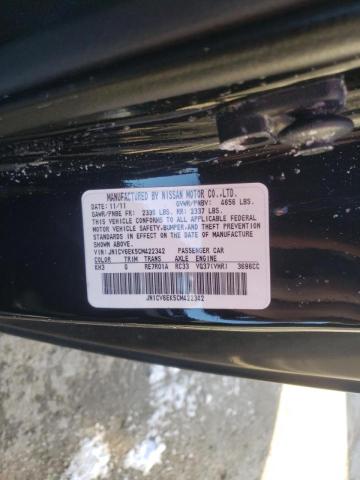 MANUFACTURED BY NISSAN MOTOR CO.,LTD.
DATE: 11/11 GVWR/PNBV: 4656 LBS.
GAWR/PNBE FR: 2330 LBS. RR: 2337 LBS.
THIS VEHICLE CONFORMS TO ALL APPLICABLE FEDERAL
MOTOR VEHICLE SAFETY,BUMPER,AND THEFT PREVENTION
STANDARDS IN EFFECT ON THE DATE OF MANUFACTURE
SHOWN ABOVE.
VIN: JN1CV6EK5CM422342 PASSENGER CAR
COLOR TRIM TRANS AXLE ENGINE
KH3 G RE7R01A RC33 VQ37(VHR) 3696CC
JN1CV6EK5CM422342